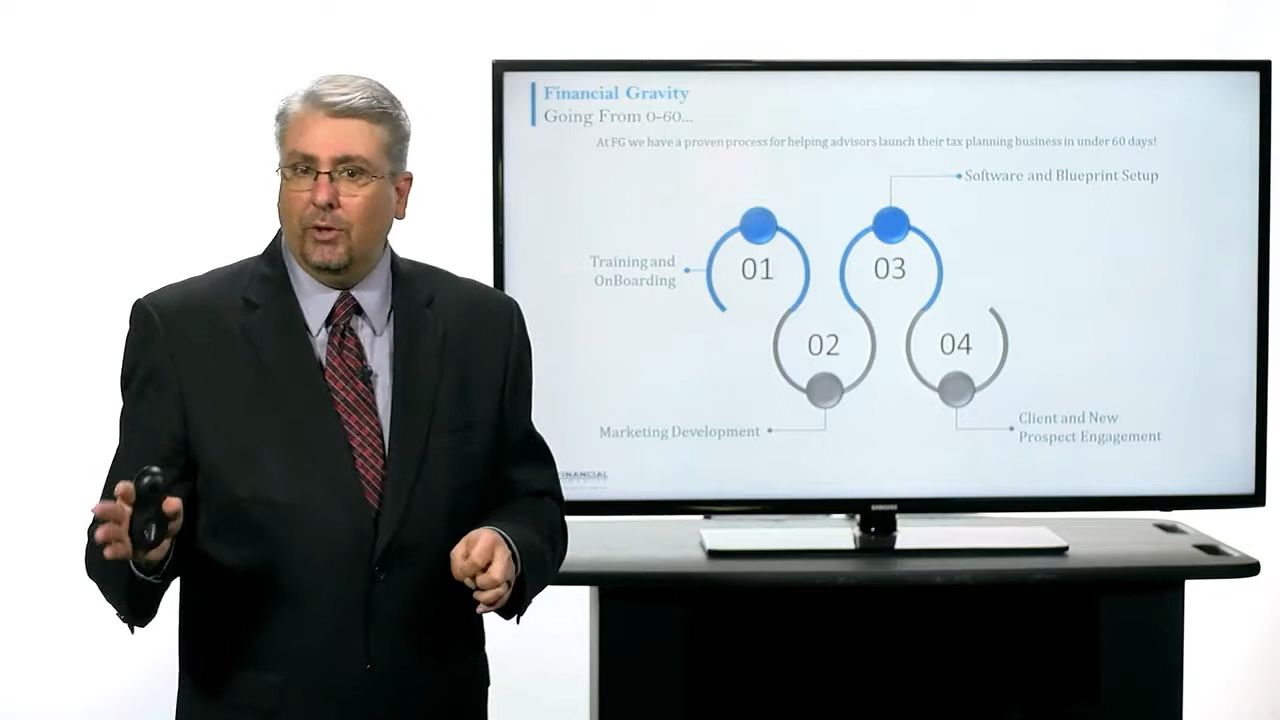 Financial Gravity
Going From 0-60...
At FG we have a proven process for helping advisors launch their tax planning business in under 60 days!
Software and Blueprint Setup
Training and
OnBoarding
01
03
02
04
Marketing Development
Client and New
Prospect Engagement
FINANCIAL
SAMSUNG